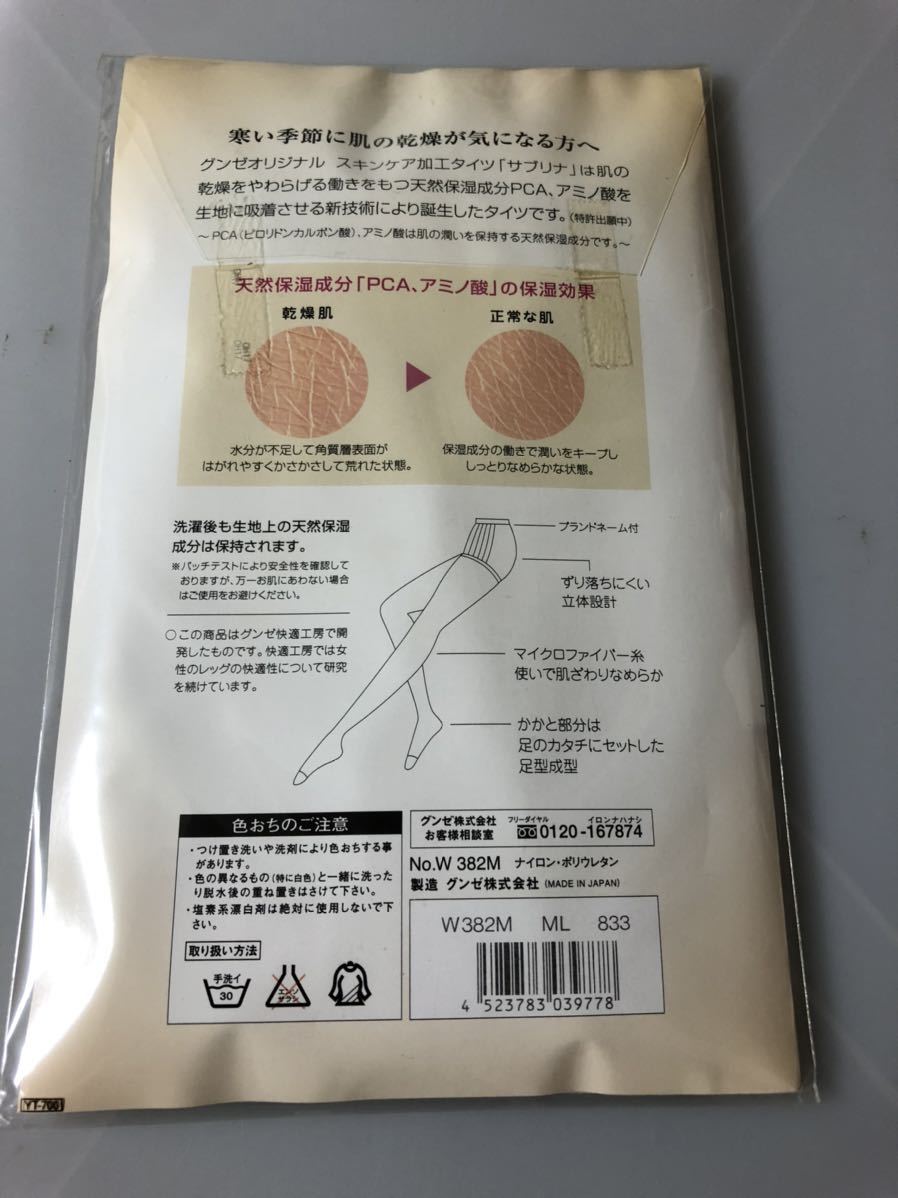 寒い季節に肌の乾燥が気になる方へ
グンゼオリジナル スキンケア加工タイツ「サブリナ」は肌の
乾燥をやわらげる働きをもつ天然保湿成分PCA、アミノ酸を
生地に吸着させる新技術により誕生したタイツです。(特許出願中)
～PCA(ピロリドンカルボン酸)、アミノ酸は肌の潤いを保持する天然保湿成分です。～
天然保湿成分「PCA、アミノ酸」の保湿効果
乾燥肌
正常な肌
水分が不足して角質層表面が
はがれやすくかさかさして荒れた状態。
保湿成分の働きで潤いをキープし
しっとりなめらかな状態。
洗濯後も生地上の天然保湿
成分は保持されます。
※パッチテストにより安全性を確認して
おりますが、万一お肌にあわない場合
はご使用をお避けください。
○この商品はグンゼ快適工房で開
発したものです。快適工房では女
性のレッグの快適性について研究
を続けています。
ブランドネーム付
ずり落ちにくい
立体設計
マイクロファイバー糸
使いで肌ざわりなめらか
かかと部分は
足のカタチにセットした
足型成型
色おちのご注意
・つけ置き洗いや洗剤により色おちする事
があります。
・色の異なるもの(特に白色)と一緒に洗った
り脱水後の重ね置きはさけて下さい。
・塩素系漂白剤は絶対に使用しないで下
さい。
取り扱い方法
手洗イ
30
エンソ
サラシ
グンゼ株式会社
お客様相談室
フリーダイヤル イロンナハナシ
0120-167874
No.W 382M ナイロン・ポリウレタン
製造 グンゼ株式会社 (MADE IN JAPAN)
W382M ML 833
4 523783 039778
YT-700